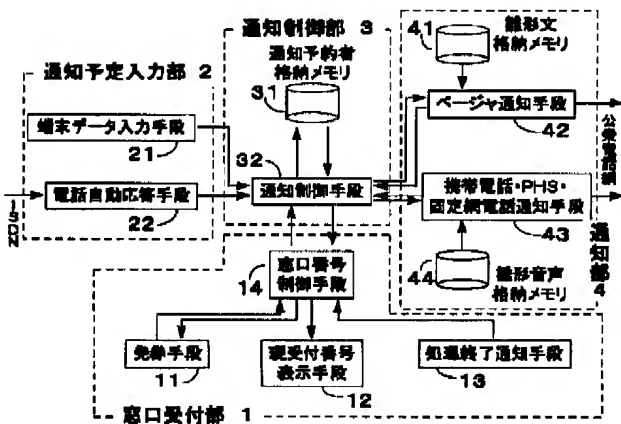 通知制御部 3
通知予定入力部 2
通知予約者
格納メモリ
31
41
雛形文
格納メモリ
端末データ入力手段
21
ページャ通知手段
42
公衆電話網
32
通知制御手段
電話自動応答手段
22
ISDN
携帯電話・PHS・
固定網電話通知手段
43
通知部 4
14
窓口番号
制御手段
44
雛形音声
格納メモリ
発券手段
11
現受付番号
表示手段
12
処理終了通知手段
13
窓口受付部 1